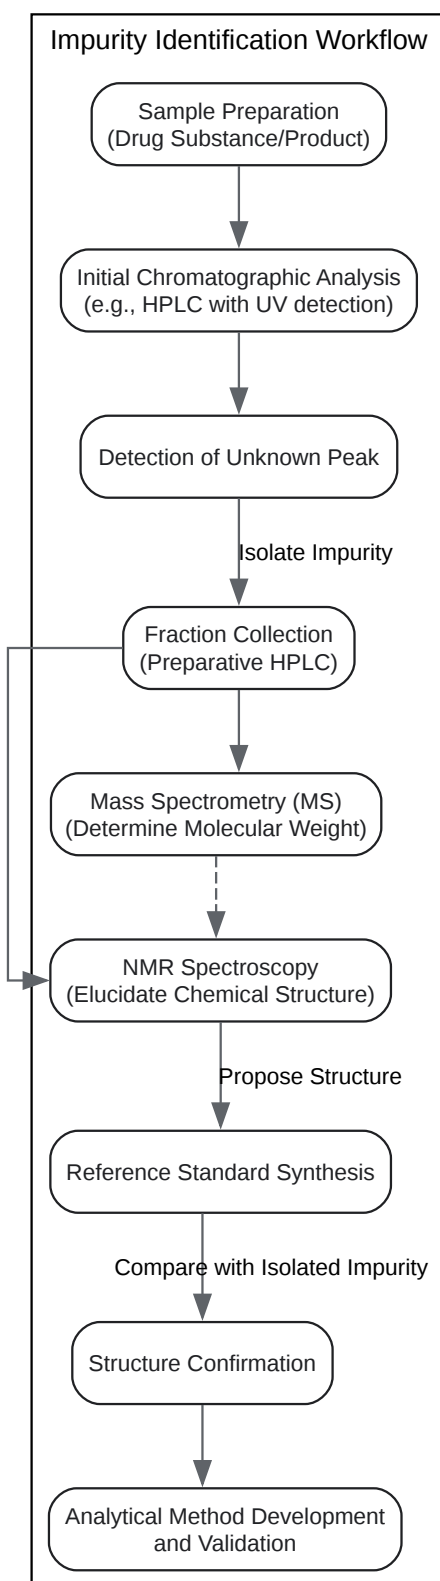 Impurity Identification Workflow
Sample Preparation
(Drug Substance/Product)
Initial Chromatographic Analysis
(e.g., HPLC with UV detection)
Detection of Unknown Peak
Isolate Impurity
Fraction Collection
(Preparative HPLC)
Mass Spectrometry (MS)
(Determine Molecular Weight)
NMR Spectroscopy
(Elucidate Chemical Structure)
Propose Structure
Reference Standard Synthesis
Compare with Isolated Impurity
Structure Confirmation
Analytical Method Development
and Validation